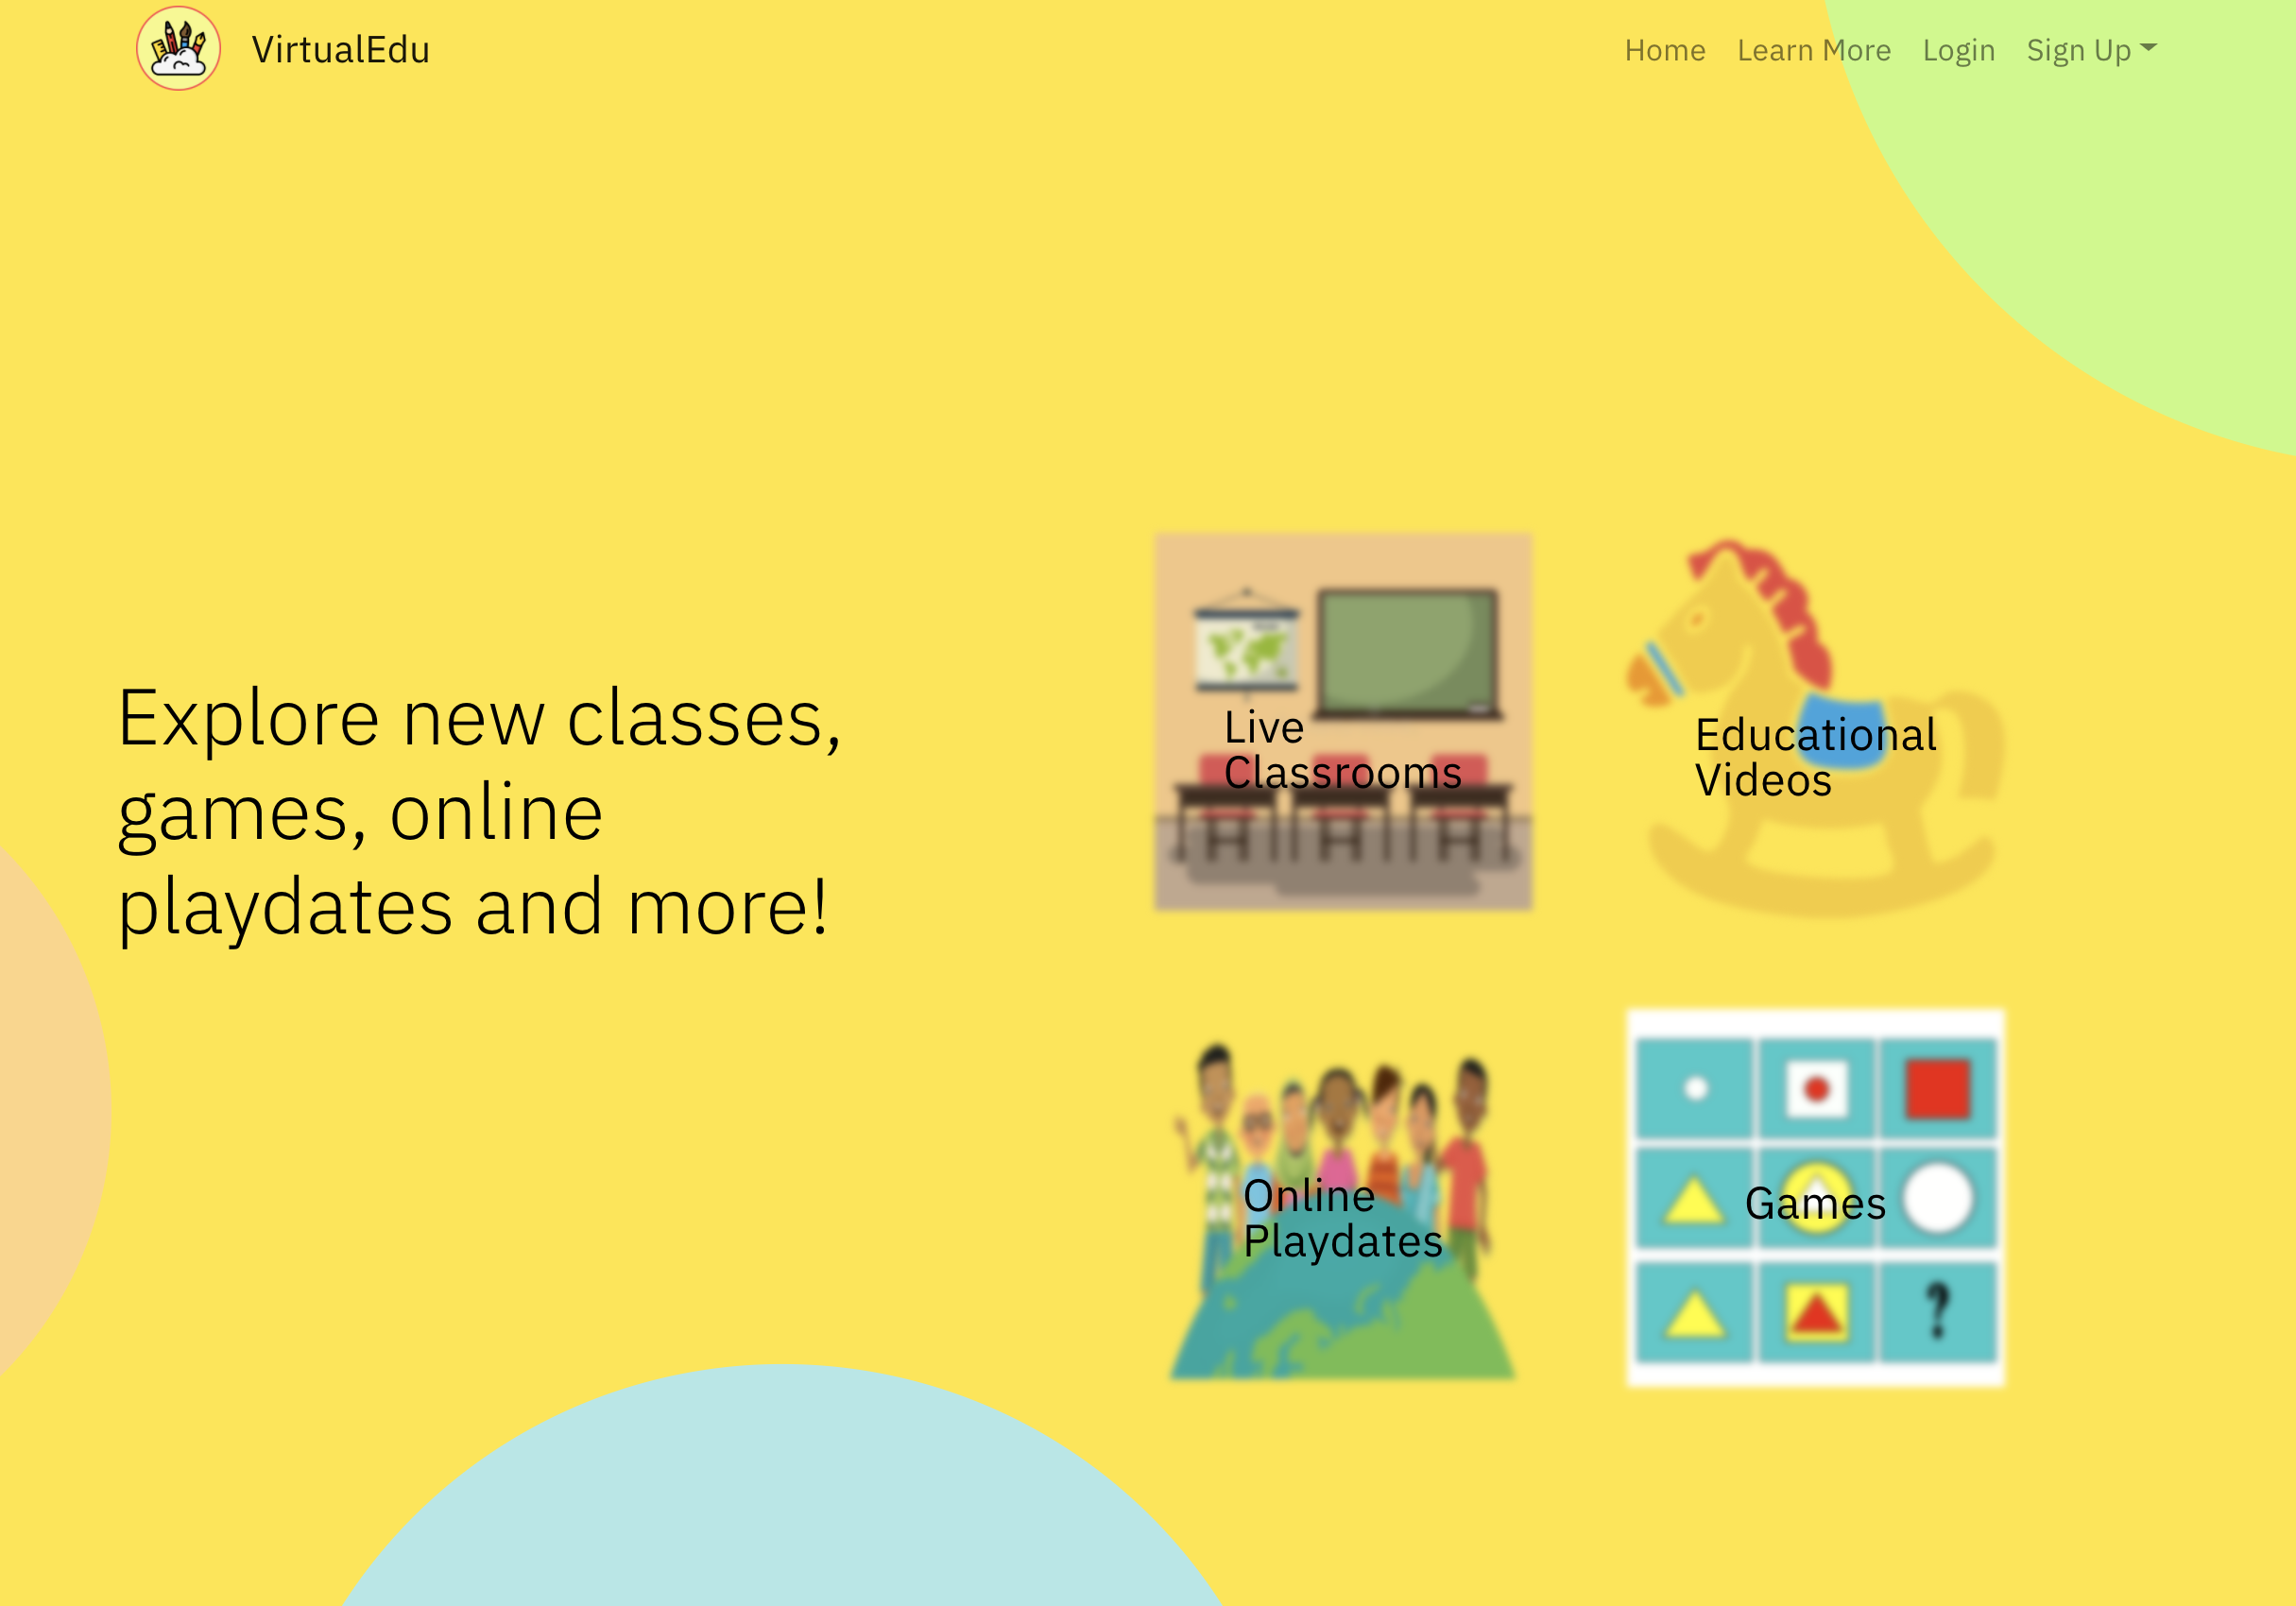 VirtualEdu
Home Learn More Login Sign Up
Explore new classes,
games, online
playdates and more!
Live
Classrooms
Educational
Videos
Online
Playdates
Games
?